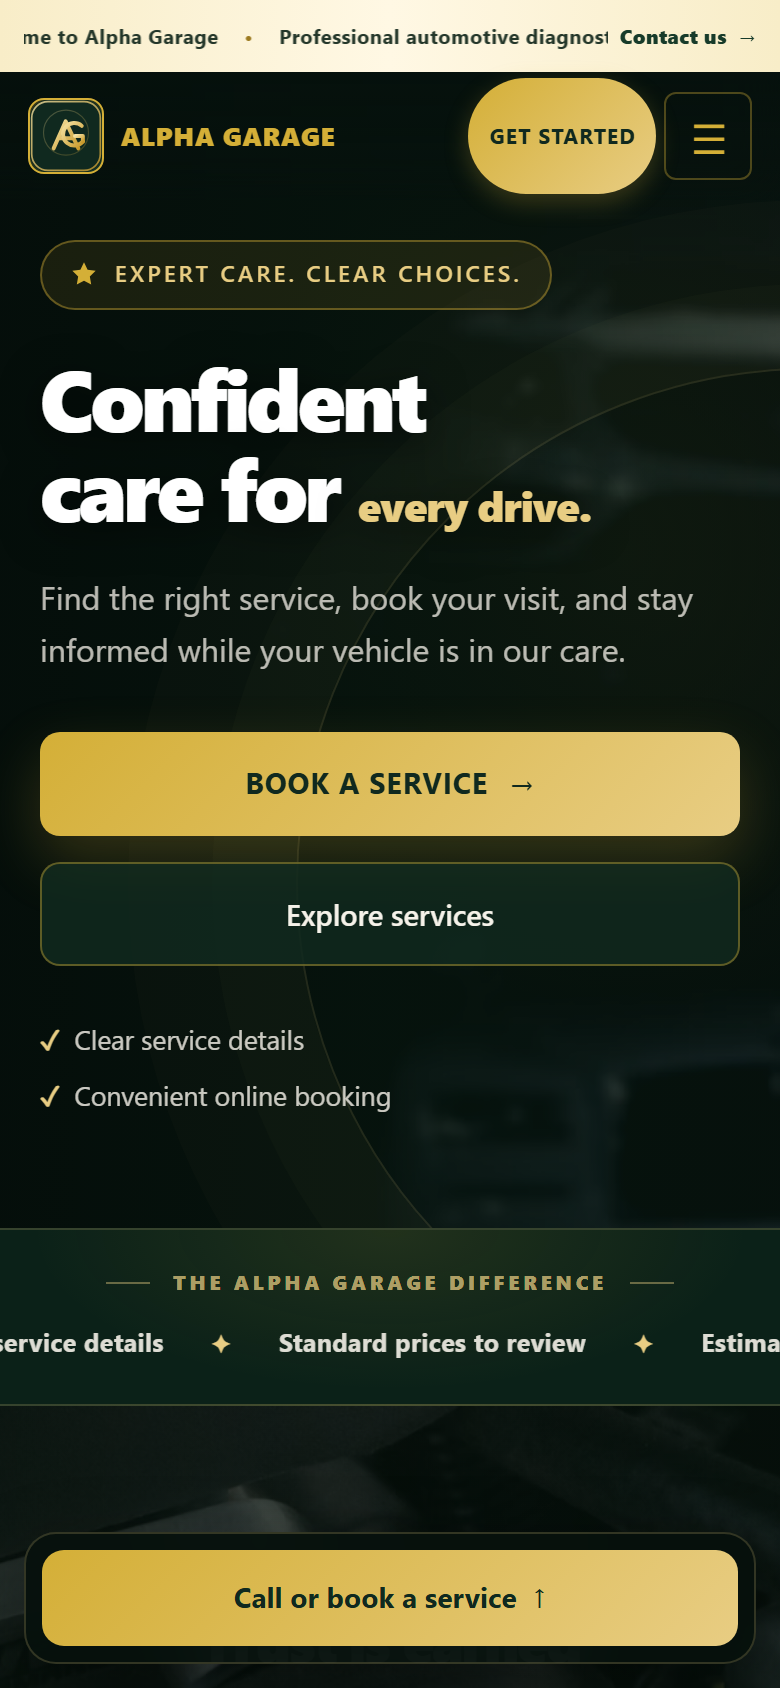 me to Alpha Garage • Professional automotive diagnost Contact us →
AG ALPHA GARAGE
GET STARTED
☰
★ EXPERT CARE. CLEAR CHOICES.
Confident
care for every drive.
Find the right service, book your visit, and stay
informed while your vehicle is in our care.
BOOK A SERVICE →
Explore services
✓ Clear service details
✓ Convenient online booking
THE ALPHA GARAGE DIFFERENCE
service details ✦ Standard prices to review ✦ Estima
Call or book a service ↑